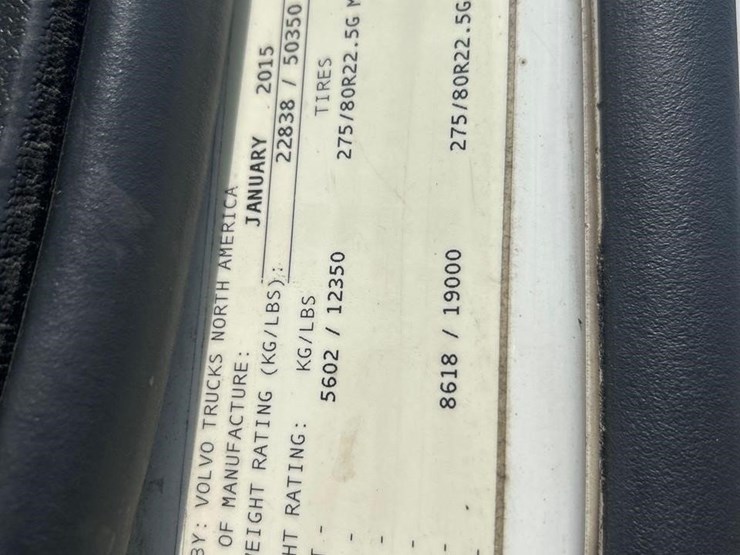 BY: VOLVO TRUCKS NORTH AMERICA
OF MANUFACTURE: JANUARY 2015
EIGHT RATING (KG/LBS): 22838 / 50350
HT RATING: KG/LBS TIRES
- 5602 / 12350 275/80R22.5G
-
-
- 8618 / 19000 275/80R22.5G
-